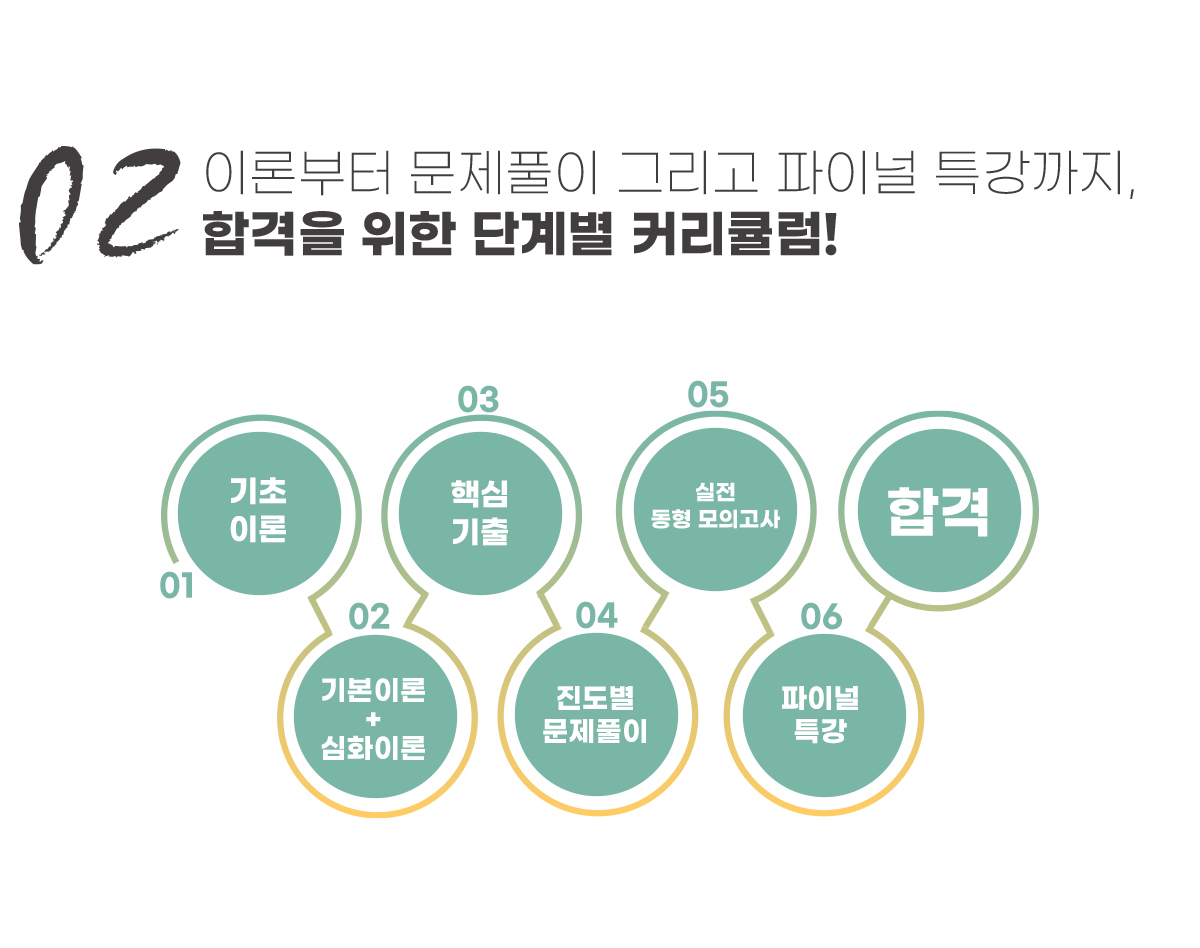 02
이론부터 문제풀이 그리고 파이널 특강까지,
합격을 위한 단계별 커리큘럼!
01
기초
이론
02
기본이론
+
심화이론
03
핵심
기출
04
진도별
문제풀이
05
실전
동형 모의고사
06
파이널
특강
합격